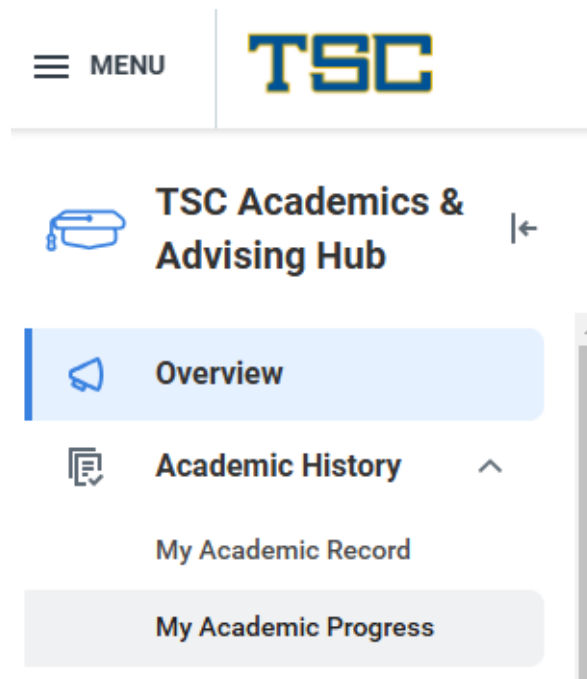 MENU
TSC
TSC Academics &
Advising Hub
Overview
Academic History
My Academic Record
My Academic Progress